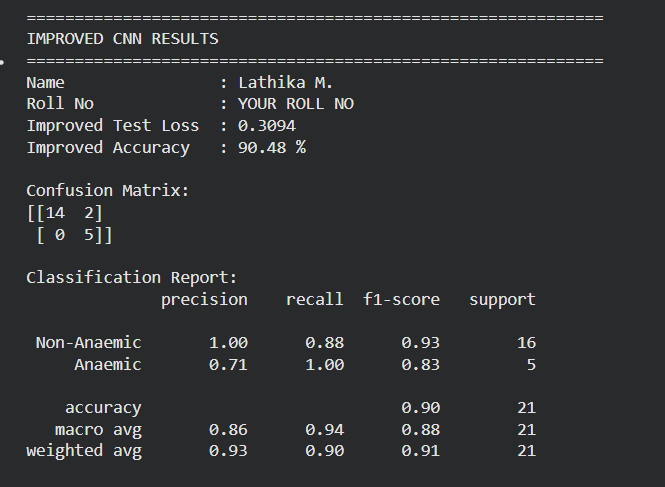 ============================================================
IMPROVED CNN RESULTS
============================================================
Name                : Lathika M.
Roll No             : YOUR ROLL NO
Improved Test Loss  : 0.3094
Improved Accuracy   : 90.48 %

Confusion Matrix:
[[14  2]
 [ 0  5]]

Classification Report:
              precision    recall  f1-score   support

 Non-Anaemic       1.00      0.88      0.93        16
     Anaemic       0.71      1.00      0.83         5

    accuracy                           0.90        21
   macro avg       0.86      0.94      0.88        21
weighted avg       0.93      0.90      0.91        21